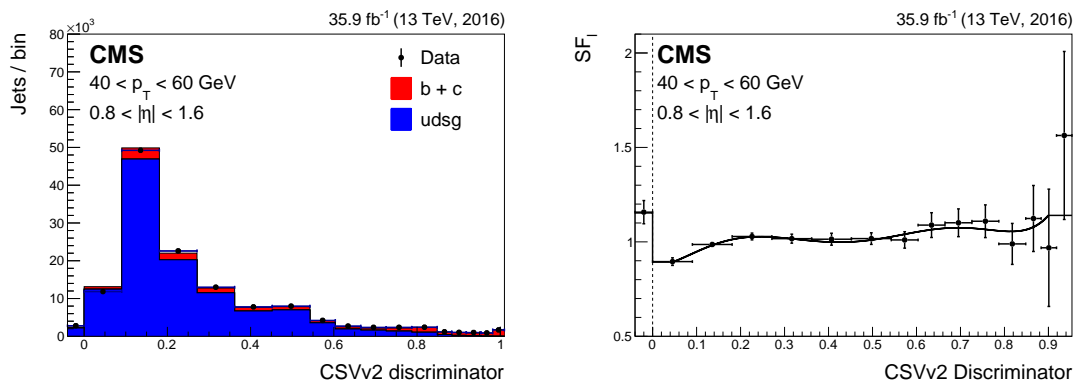 35.9 fb⁻¹ (13 TeV, 2016)
×10³
80
70
60
50
40
30
20
10
0
Jets / bin
CMS
40 < p_T < 60 GeV
0.8 < |η| < 1.6
Data
b + c
udsg
0 0.2 0.4 0.6 0.8 1
CSVv2 discriminator
35.9 fb⁻¹ (13 TeV, 2016)
SF_l
2
1.5
1
0.5
CMS
40 < p_T < 60 GeV
0.8 < |η| < 1.6
0 0.1 0.2 0.3 0.4 0.5 0.6 0.7 0.8 0.9
CSVv2 Discriminator